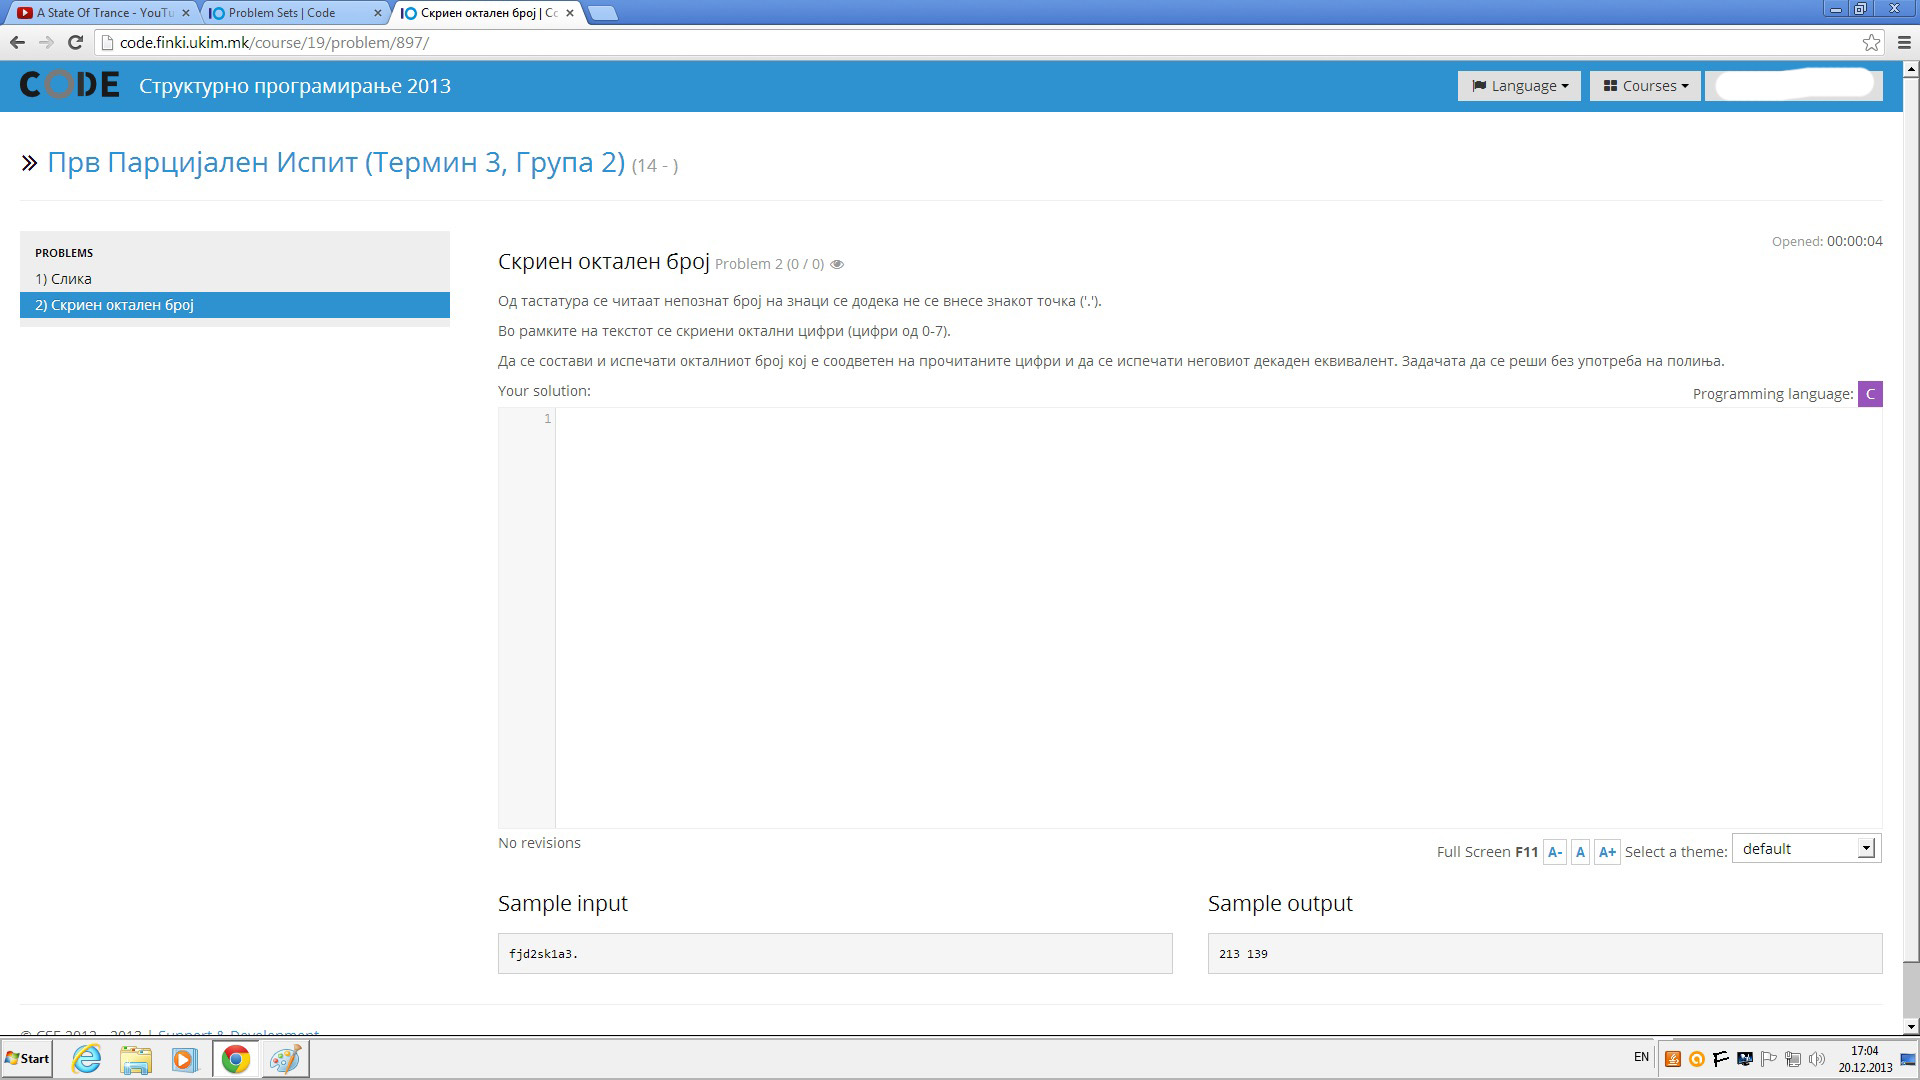 A State Of Trance - YouTu
Problem Sets | Code
Скриен октален број | Co
code.finki.ukim.mk/course/19/problem/897/
CODE Структурно програмирање 2013
Language
Courses
» Прв Парцијален Испит (Термин 3, Група 2) (14 - )
PROBLEMS
1) Слика
2) Скриен октален број
Opened: 00:00:04
Скриен октален број Problem 2 (0 / 0)
Од тастатура се читаат непознат број на знаци се додека не се внесе знакот точка ('.').
Во рамките на текстот се скриени октални цифри (цифри од 0-7).
Да се состави и испечати окталниот број кој е соодветен на прочитаните цифри и да се испечати неговиот декаден еквивалент. Задачата да се реши без употреба на полиња.
Your solution:
Programming language: C
1
No revisions
Full Screen F11 A- A A+ Select a theme: default
Sample input
fjd2sk1a3.
Sample output
213 139
© CSE 2012 - 2013 | Support & Development
Start
EN
17:04
20.12.2013